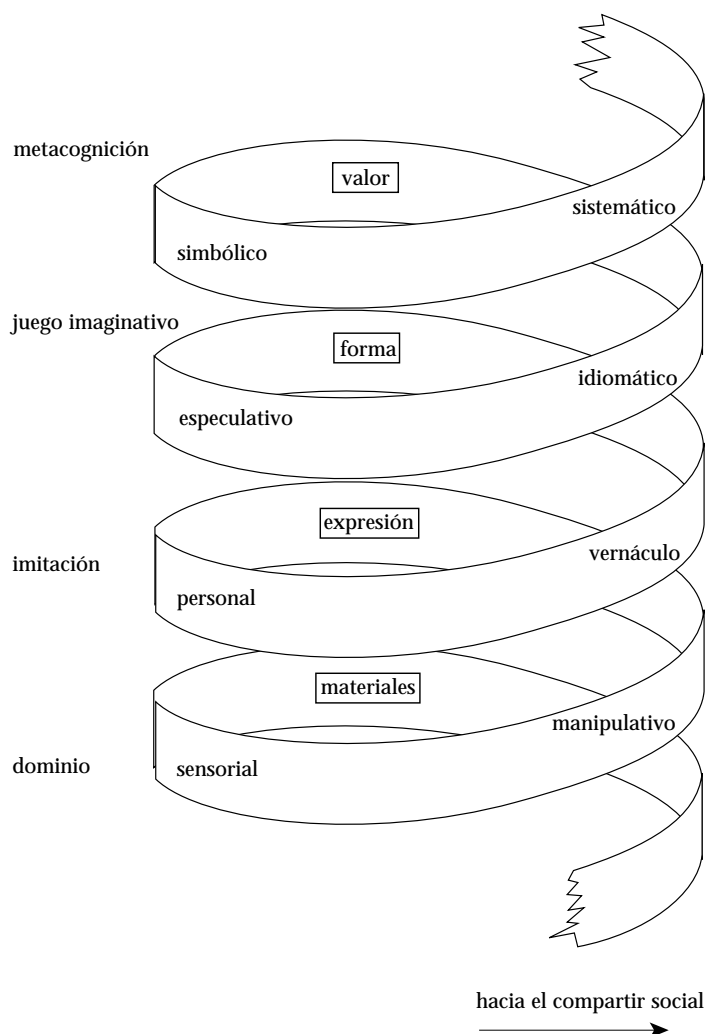 metacognición
valor
sistemático
simbólico
juego imaginativo
forma
idiomático
especulativo
expresión
vernáculo
imitación
personal
materiales
manipulativo
dominio
sensorial
hacia el compartir social